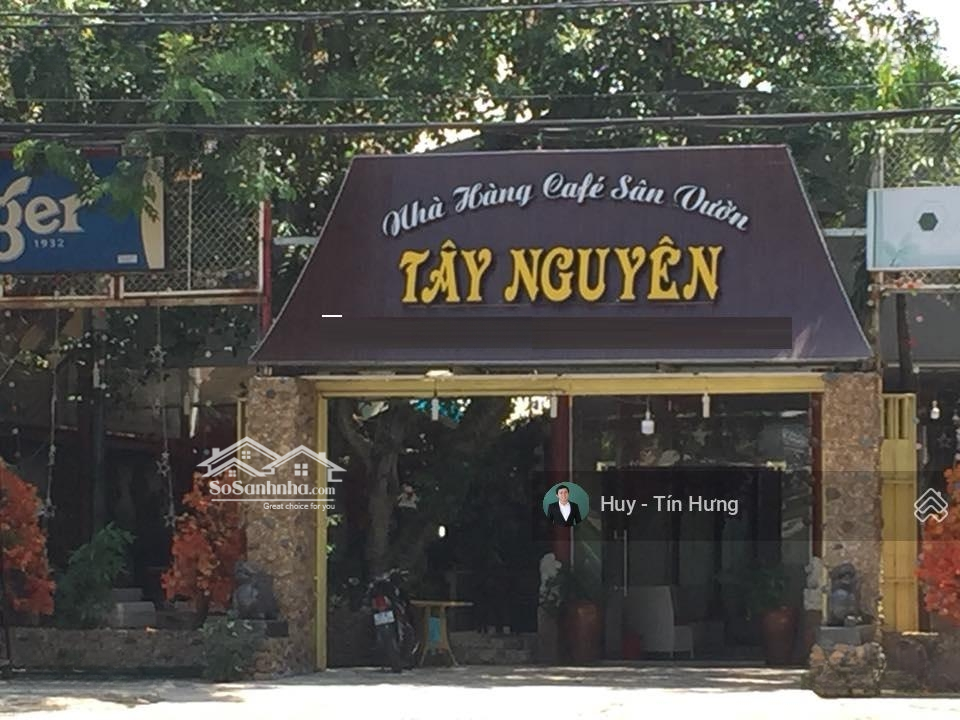 Nhà Hàng Café Sân Vườn
TÂY NGUYÊN
ger
1932
SoSanhnha.com
Great choice for you
Huy - Tín Hưng